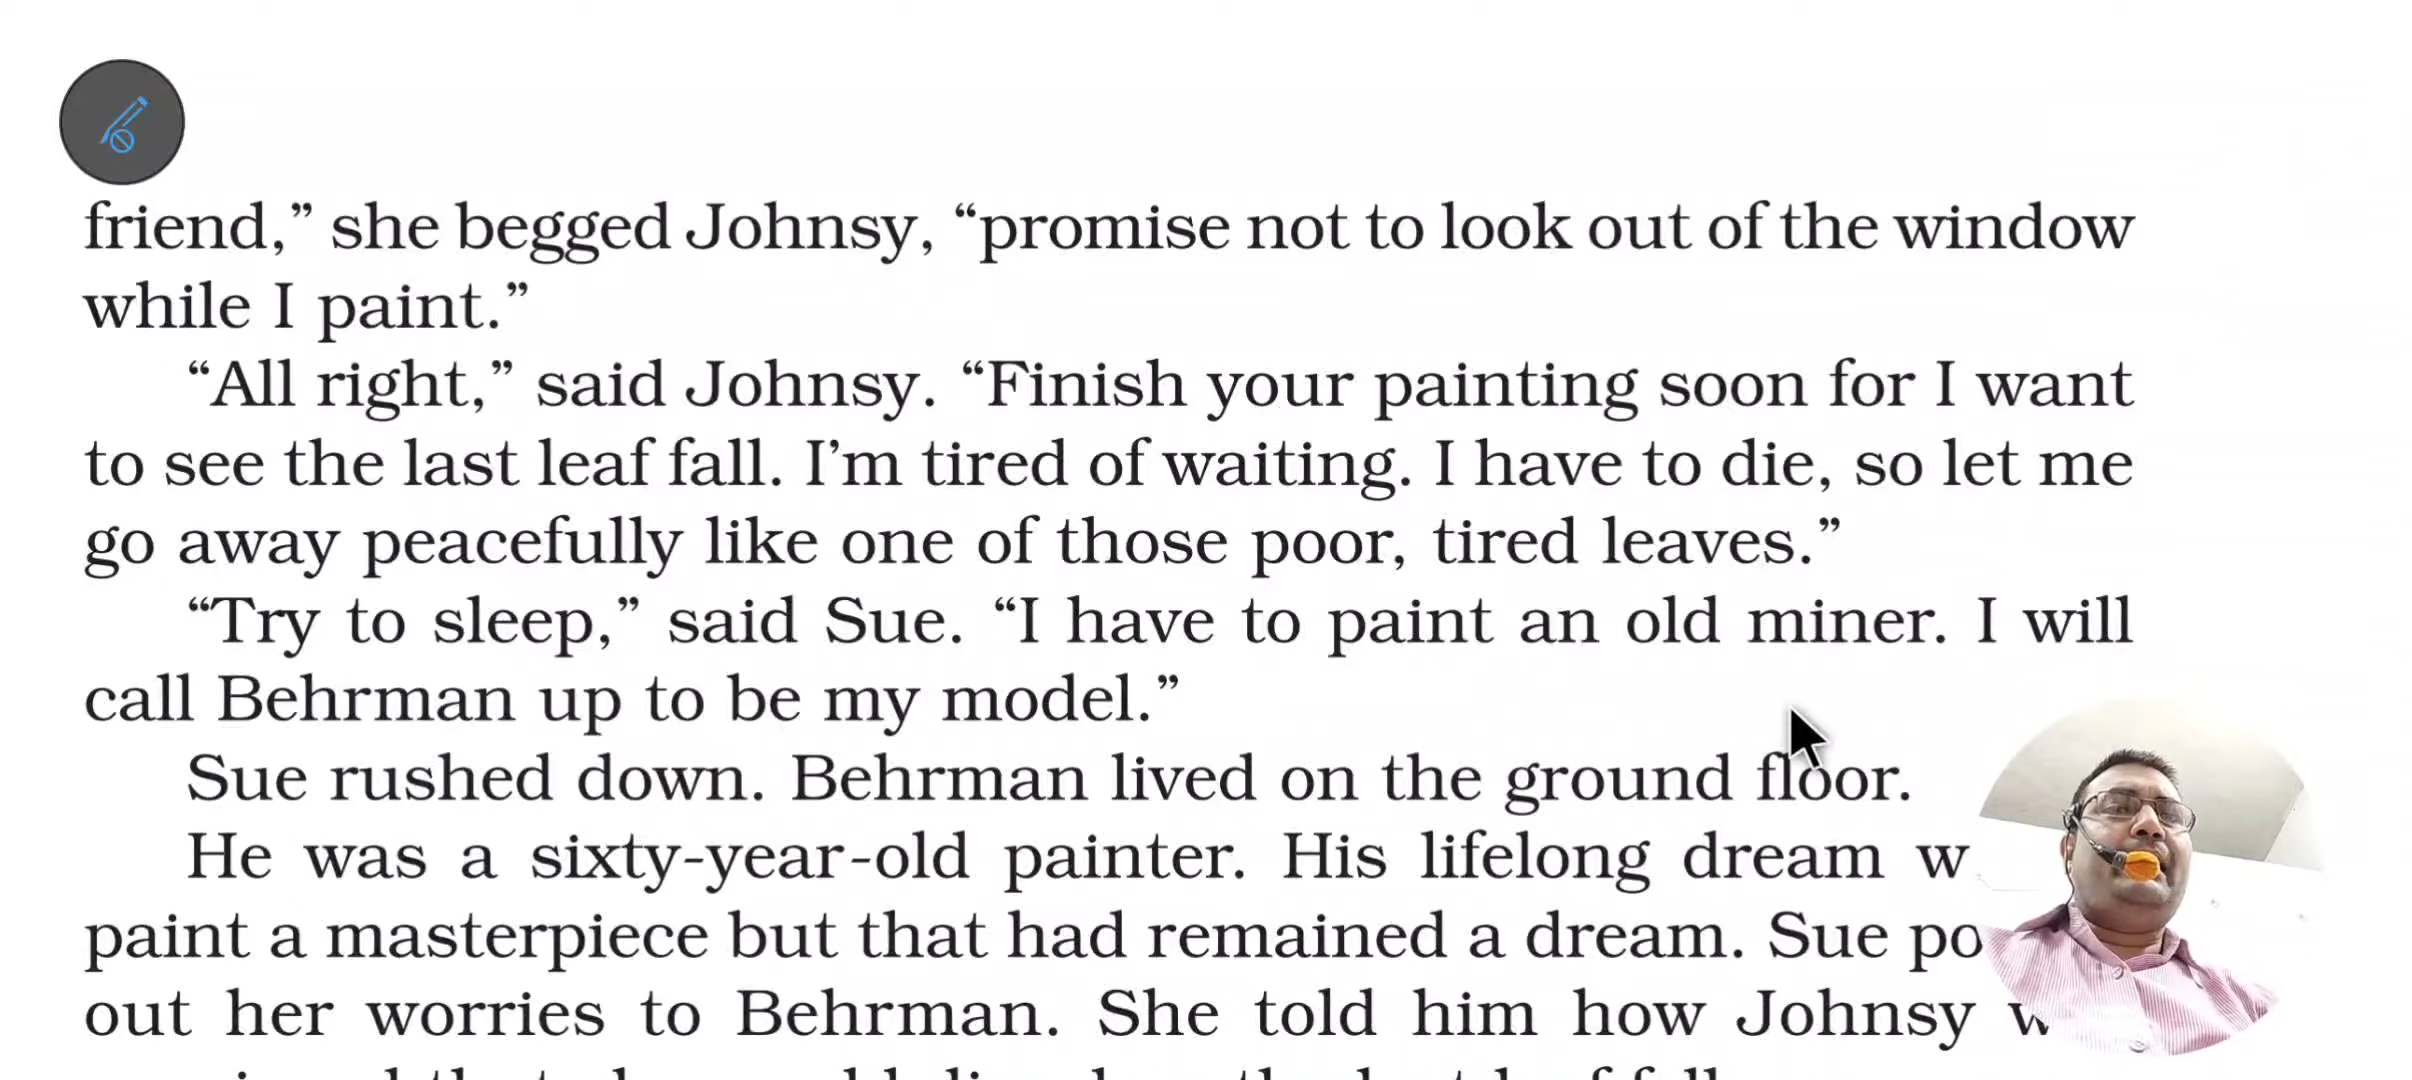 friend,” she begged Johnsy, “promise not to look out of the window
while I paint.”
“All right,” said Johnsy. “Finish your painting soon for I want
to see the last leaf fall. I’m tired of waiting. I have to die, so let me
go away peacefully like one of those poor, tired leaves.”
“Try to sleep,” said Sue. “I have to paint an old miner. I will
call Behrman up to be my model.”
Sue rushed down. Behrman lived on the ground floor.
He was a sixty-year-old painter. His lifelong dream
paint a masterpiece but that had remained a dream. Sue
out her worries to Behrman. She told him how Johnsy